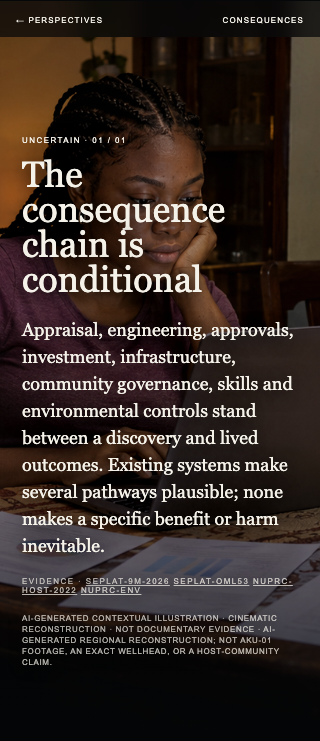 ← PERSPECTIVES
CONSEQUENCES
UNCERTAIN · 01 / 01
The
consequence
chain is
conditional
Appraisal, engineering, approvals,
investment, infrastructure,
community governance, skills and
environmental controls stand
between a discovery and lived
outcomes. Existing systems make
several pathways plausible; none
makes a specific benefit or harm
inevitable.
EVIDENCE · SEPLAT-9M-2026 SEPLAT-OML53 NUPRC-
HOST-2022 NUPRC-ENV
AI-GENERATED CONTEXTUAL ILLUSTRATION · CINEMATIC
RECONSTRUCTION · NOT DOCUMENTARY EVIDENCE · AI-
GENERATED REGIONAL RECONSTRUCTION; NOT AKU-01
FOOTAGE, AN EXACT WELLHEAD, OR A HOST-COMMUNITY
CLAIM.